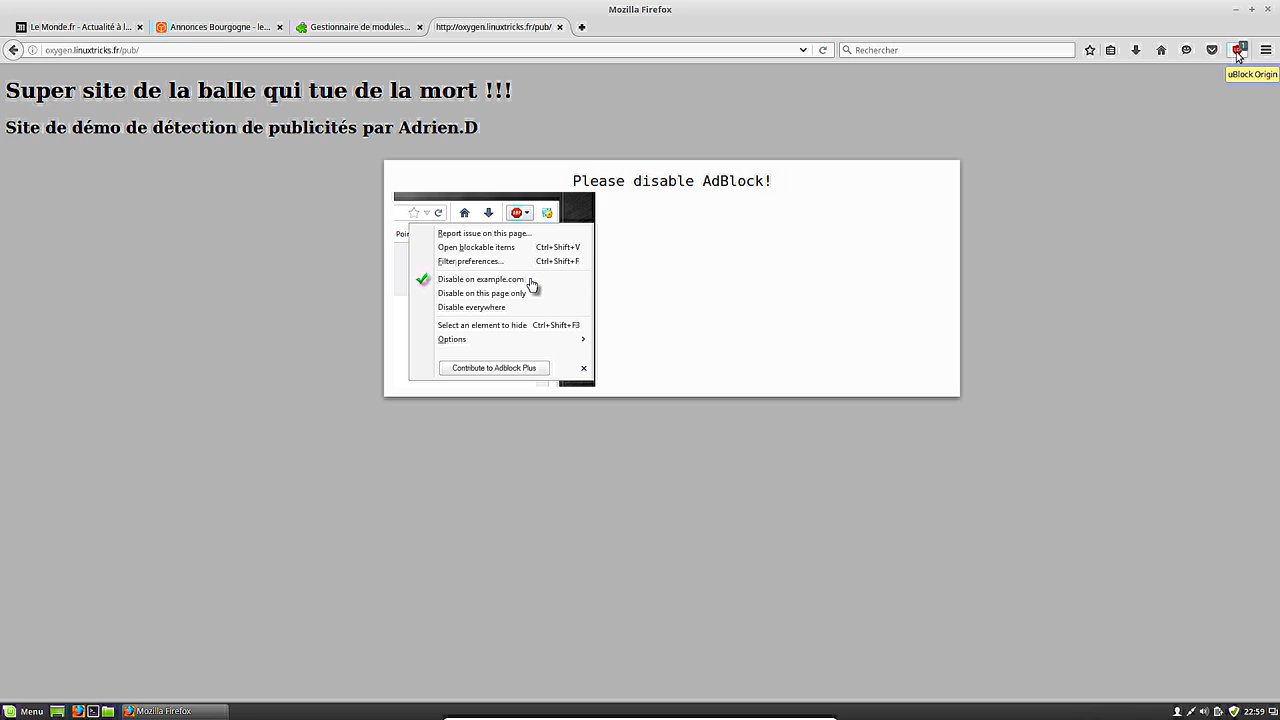 Mozilla Firefox
Le Monde.fr - Actualité à l... ×
Annonces Bourgogne - le... ×
Gestionnaire de modules... ×
http://oxygen.linuxtricks.fr/pub/ ×
oxygen.linuxtricks.fr/pub/
Rechercher
1
uBlock Origin
Super site de la balle qui tue de la mort !!!
Site de démo de détection de publicités par Adrien.D
Please disable AdBlock!
ABP
Poin
Report issue on this page...
Open blockable items Ctrl+Shift+V
Filter preferences... Ctrl+Shift+F
Disable on example.com
Disable on this page only
Disable everywhere
Select an element to hide Ctrl+Shift+F3
Options
Contribute to Adblock Plus
Menu
Mozilla Firefox
22:59